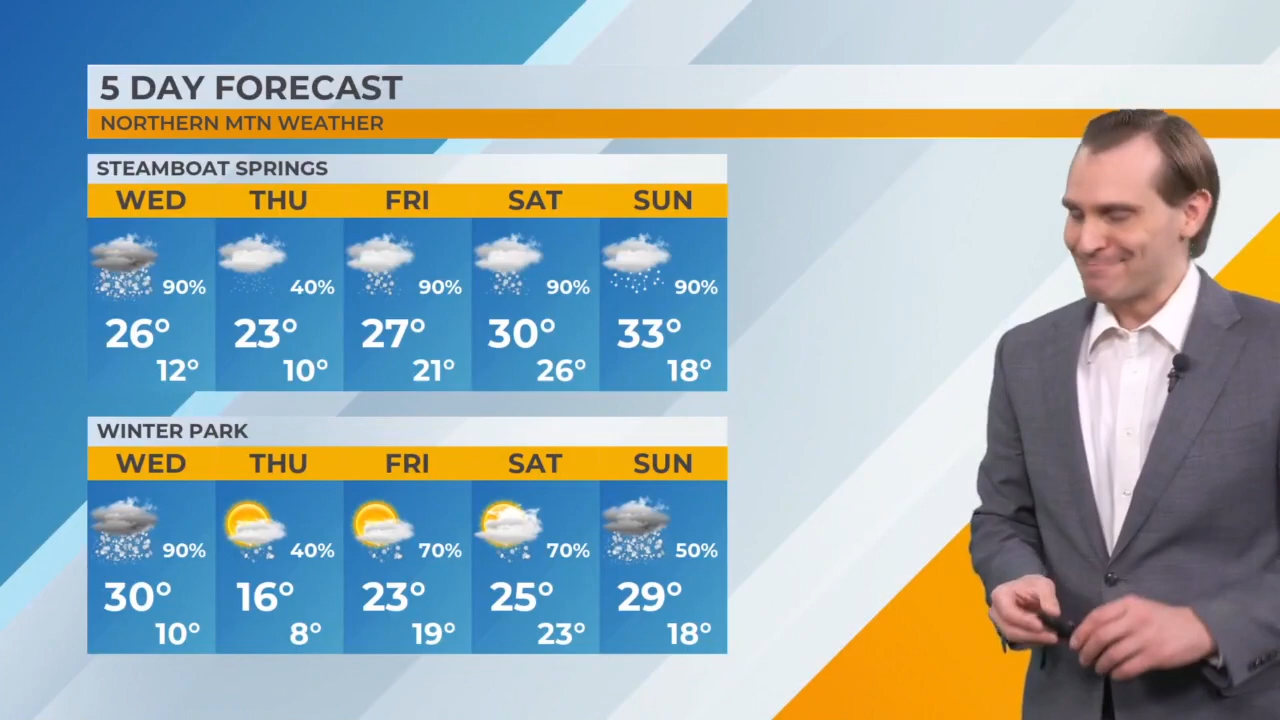 5 DAY FORECAST
NORTHERN MTN WEATHER
STEAMBOAT SPRINGS
WED THU FRI SAT SUN
90% 40% 90% 90% 90%
26° 23° 27° 30° 33°
12° 10° 21° 26° 18°
WINTER PARK
WED THU FRI SAT SUN
90% 40% 70% 70% 50%
30° 16° 23° 25° 29°
10° 8° 19° 23° 18°